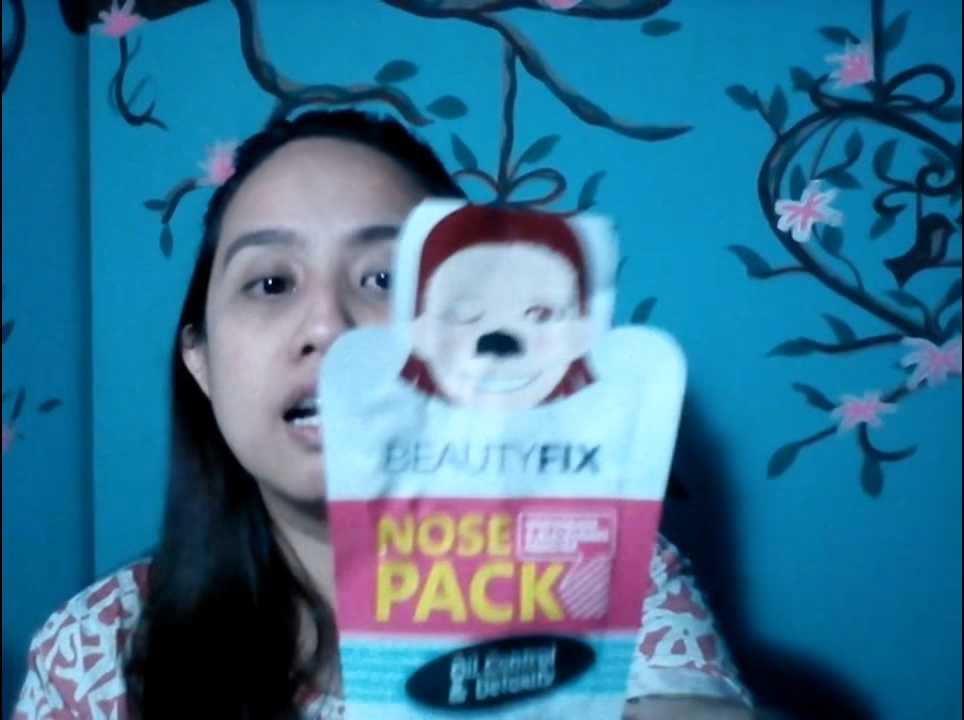 BEAUTYFIX
NOSE
PACK
Oil Control
& Detoxify